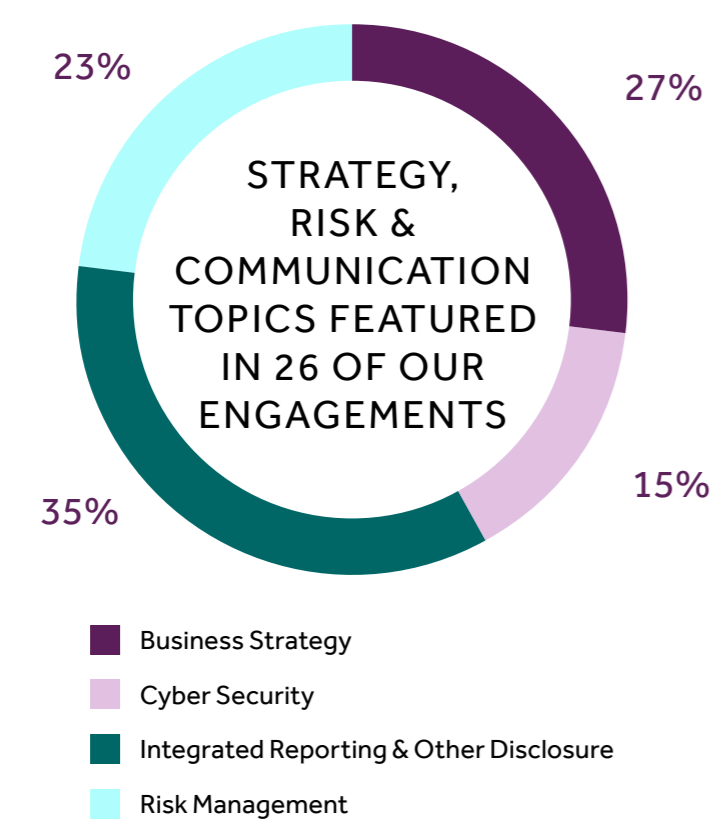 23%
27%
STRATEGY,
RISK &
COMMUNICATION
TOPICS FEATURED
IN 26 OF OUR
ENGAGEMENTS
35%
15%
Business Strategy
Cyber Security
Integrated Reporting & Other Disclosure
Risk Management